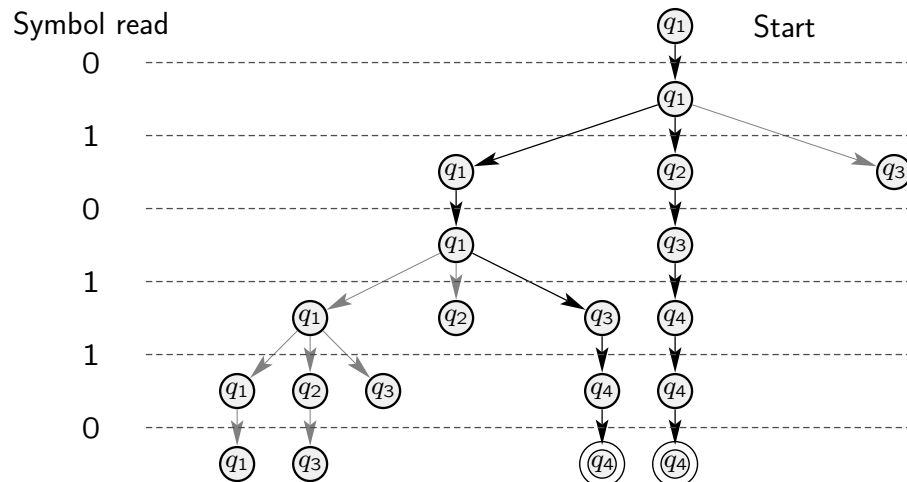 Symbol read q1 Start
0
q1
1
q1 q2 q3
0
q1 q3
1
q1 q2 q3 q4
1
q1 q2 q3 q4 q4
0
q1 q3 q4 q4